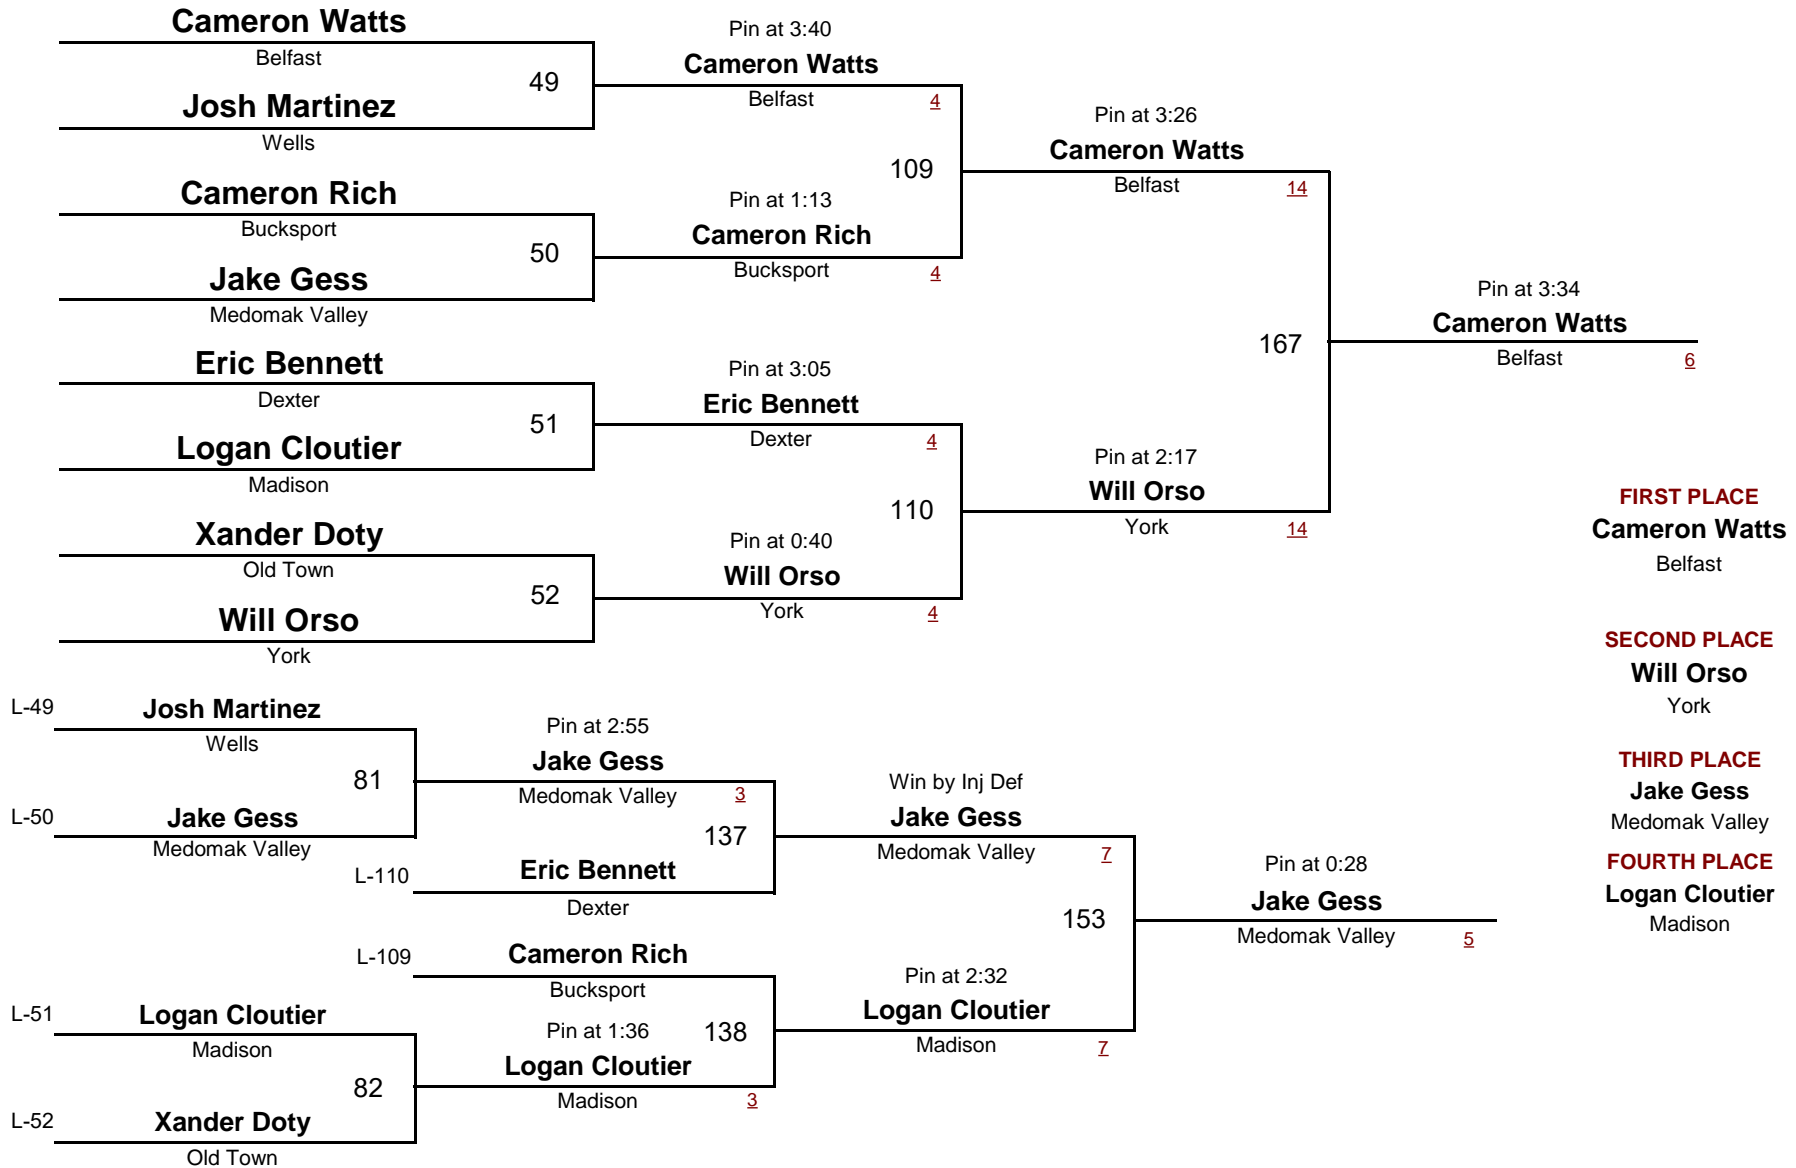 Cameron Watts
Belfast
49
Josh Martinez
Wells
Cameron Rich
Bucksport
50
Jake Gess
Medomak Valley
Eric Bennett
Dexter
51
Logan Cloutier
Madison
Xander Doty
Old Town
52
Will Orso
York
Pin at 3:40
Cameron Watts
Belfast
4
109
Pin at 1:13
Cameron Rich
Bucksport
4
Pin at 3:05
Eric Bennett
Dexter
4
110
Pin at 0:40
Will Orso
York
4
Pin at 3:26
Cameron Watts
Belfast
14
167
Pin at 2:17
Will Orso
York
14
Pin at 3:34
Cameron Watts
Belfast
6
FIRST PLACE
Cameron Watts
Belfast
SECOND PLACE
Will Orso
York
THIRD PLACE
Jake Gess
Medomak Valley
FOURTH PLACE
Logan Cloutier
Madison
L-49
Josh Martinez
Wells
81
L-50
Jake Gess
Medomak Valley
Pin at 2:55
Jake Gess
Medomak Valley
3
137
L-110
Eric Bennett
Dexter
L-109
Cameron Rich
Bucksport
138
L-51
Logan Cloutier
Madison
82
L-52
Xander Doty
Old Town
Pin at 1:36
Logan Cloutier
Madison
3
Win by Inj Def
Jake Gess
Medomak Valley
7
153
Pin at 2:32
Logan Cloutier
Madison
7
Pin at 0:28
Jake Gess
Medomak Valley
5